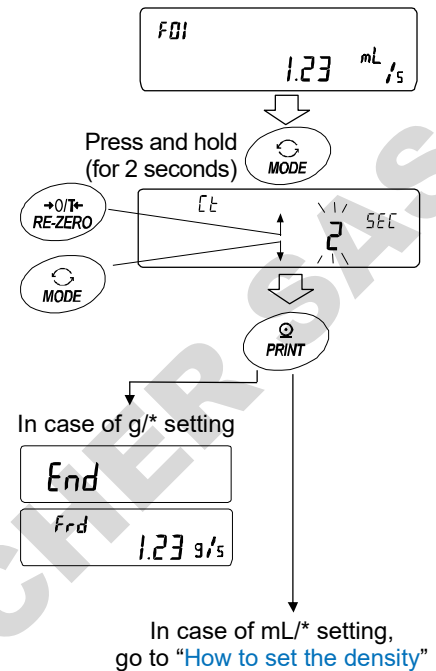 F01
1.23 mL/s
Press and hold
(for 2 seconds)
MODE
→0/T←
RE-ZERO
Ct
2 SEC
MODE
PRINT
In case of g/* setting
End
Frd
1.23 g/s
In case of mL/* setting,
go to “How to set the density”
CHER SAS